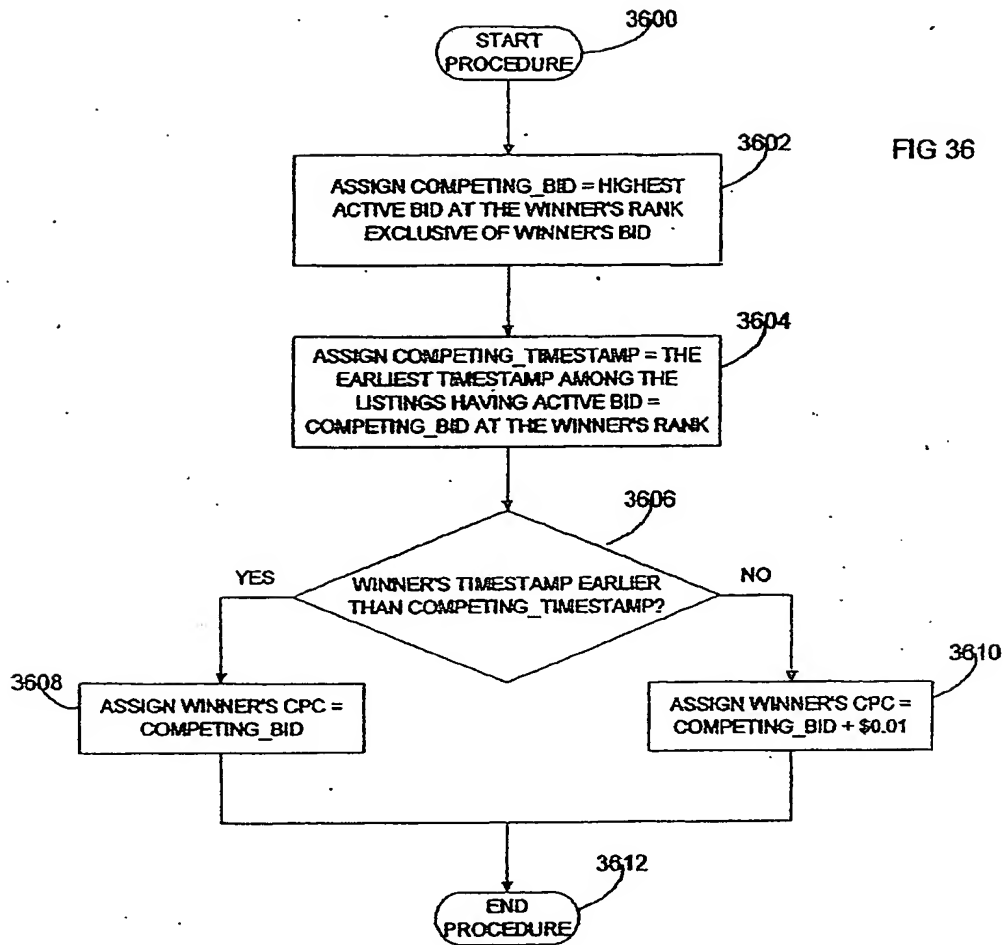 3600
START
PROCEDURE
FIG 36
3602
ASSIGN COMPETING_BID = HIGHEST
ACTIVE BID AT THE WINNER'S RANK
EXCLUSIVE OF WINNER'S BID
3604
ASSIGN COMPETING_TIMESTAMP = THE
EARLIEST TIMESTAMP AMONG THE
LISTINGS HAVING ACTIVE BID =
COMPETING_BID AT THE WINNER'S RANK
3606
YES
WINNER'S TIMESTAMP EARLIER
THAN COMPETING_TIMESTAMP?
NO
3608
ASSIGN WINNER'S CPC =
COMPETING_BID
3610
ASSIGN WINNER'S CPC =
COMPETING_BID + $0.01
3612
END
PROCEDURE